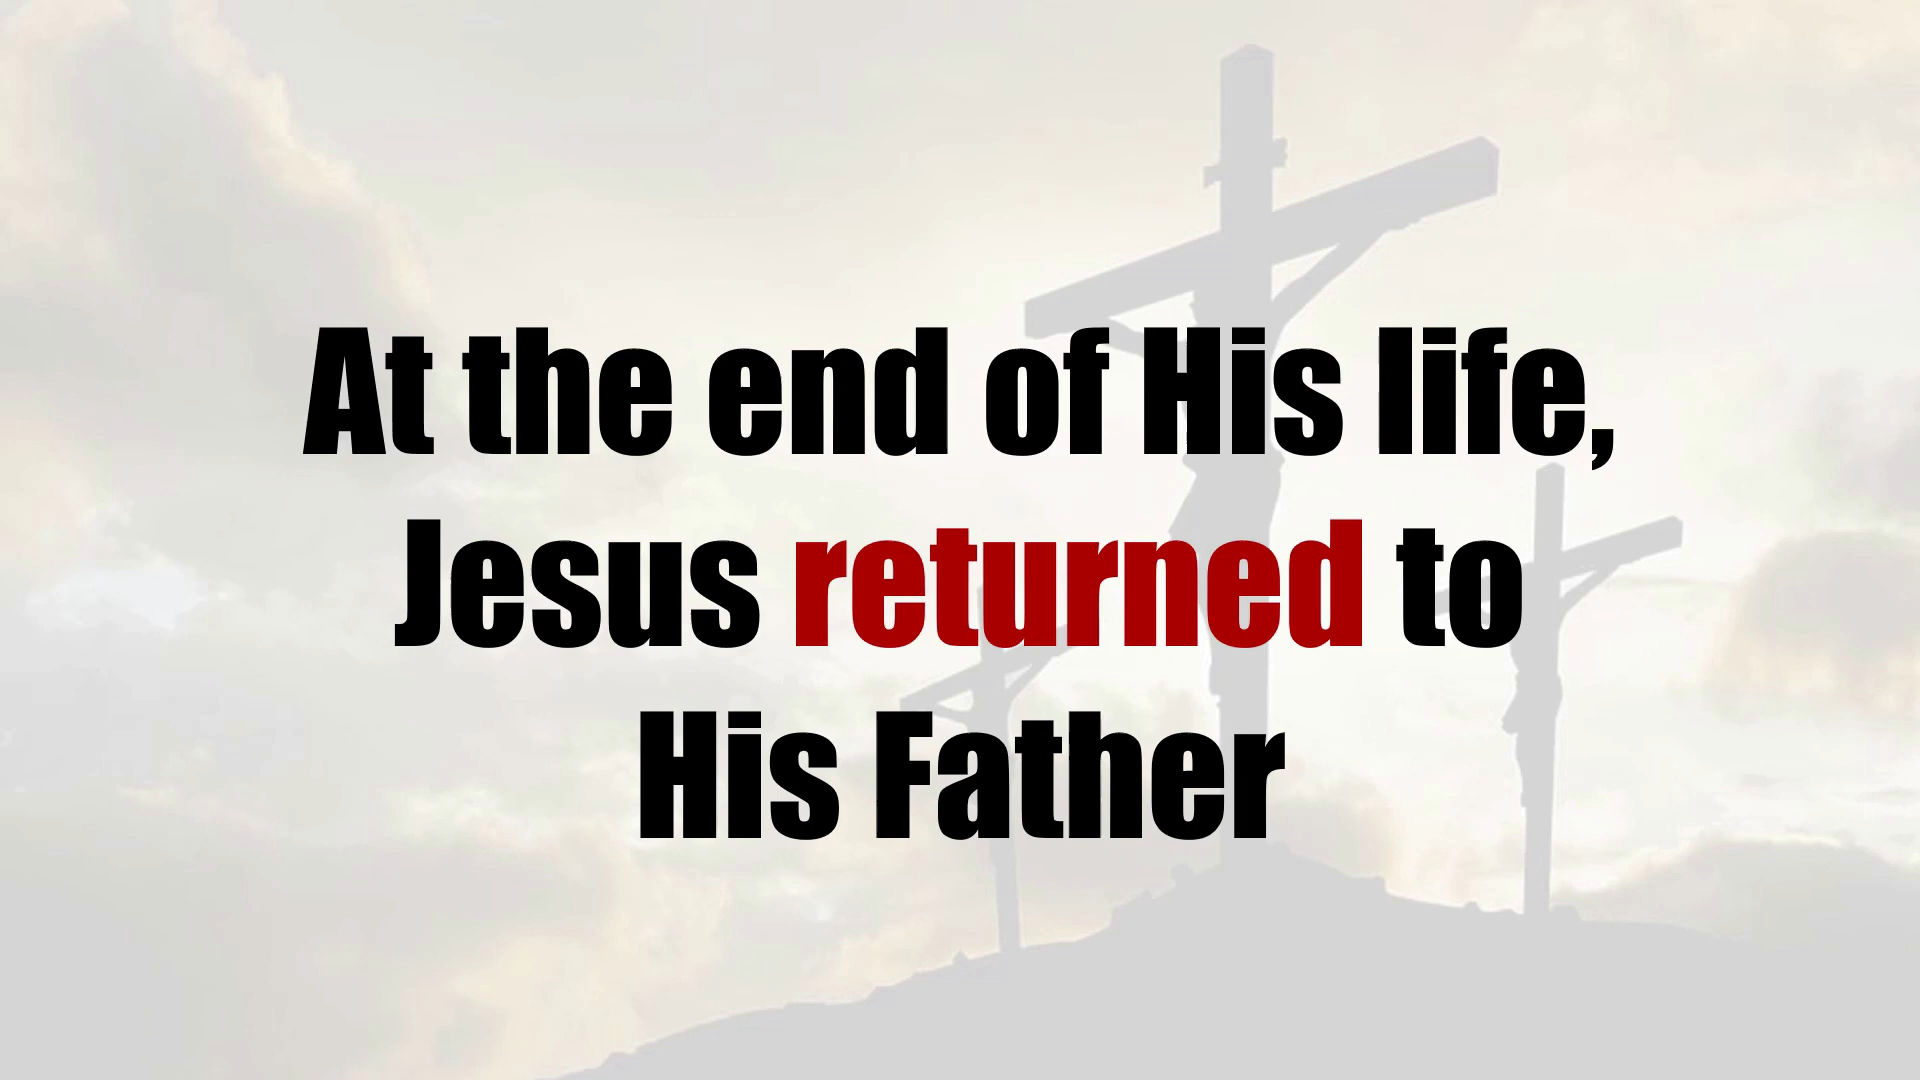 At the end of His life,
Jesus returned to
His Father